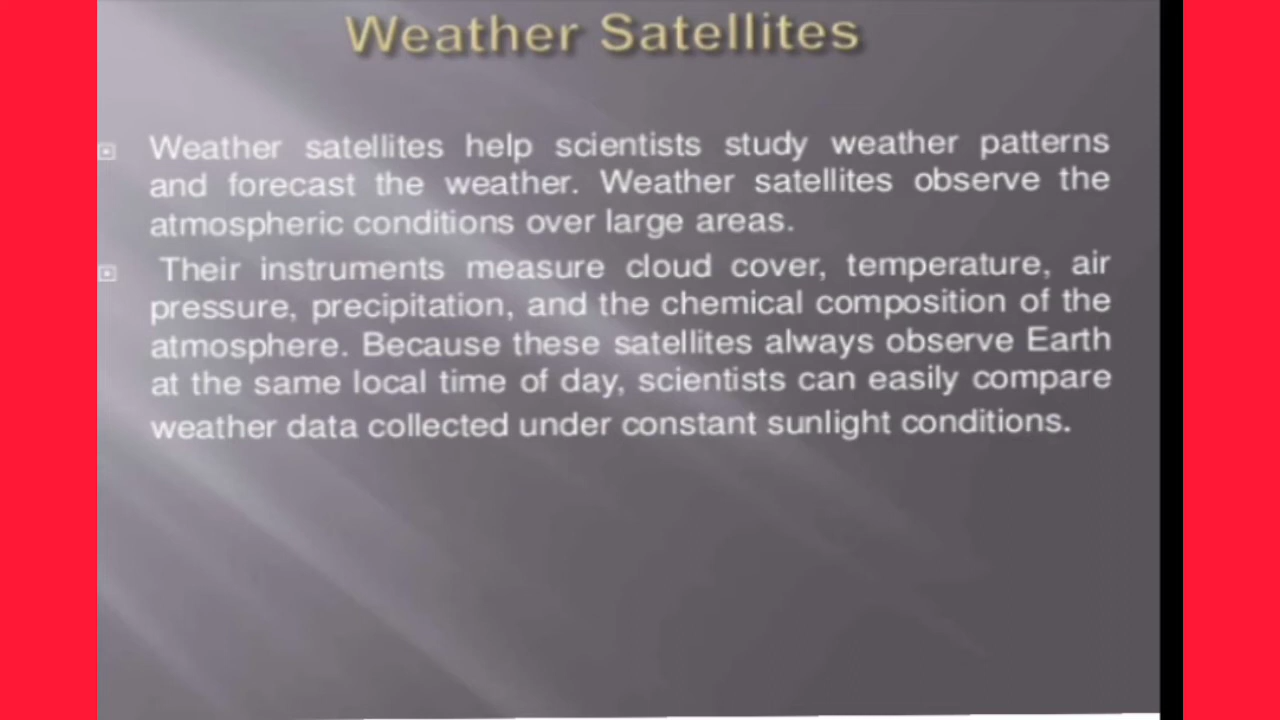 Weather Satellites
Weather satellites help scientists study weather patterns
and forecast the weather. Weather satellites observe the
atmospheric conditions over large areas.
Their instruments measure cloud cover, temperature, air
pressure, precipitation, and the chemical composition of the
atmosphere. Because these satellites always observe Earth
at the same local time of day, scientists can easily compare
weather data collected under constant sunlight conditions.